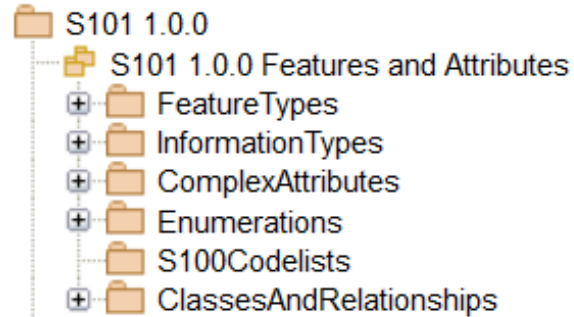 S101 1.0.0
S101 1.0.0 Features and Attributes
FeatureTypes
InformationTypes
ComplexAttributes
Enumerations
S100Codelists
ClassesAndRelationships